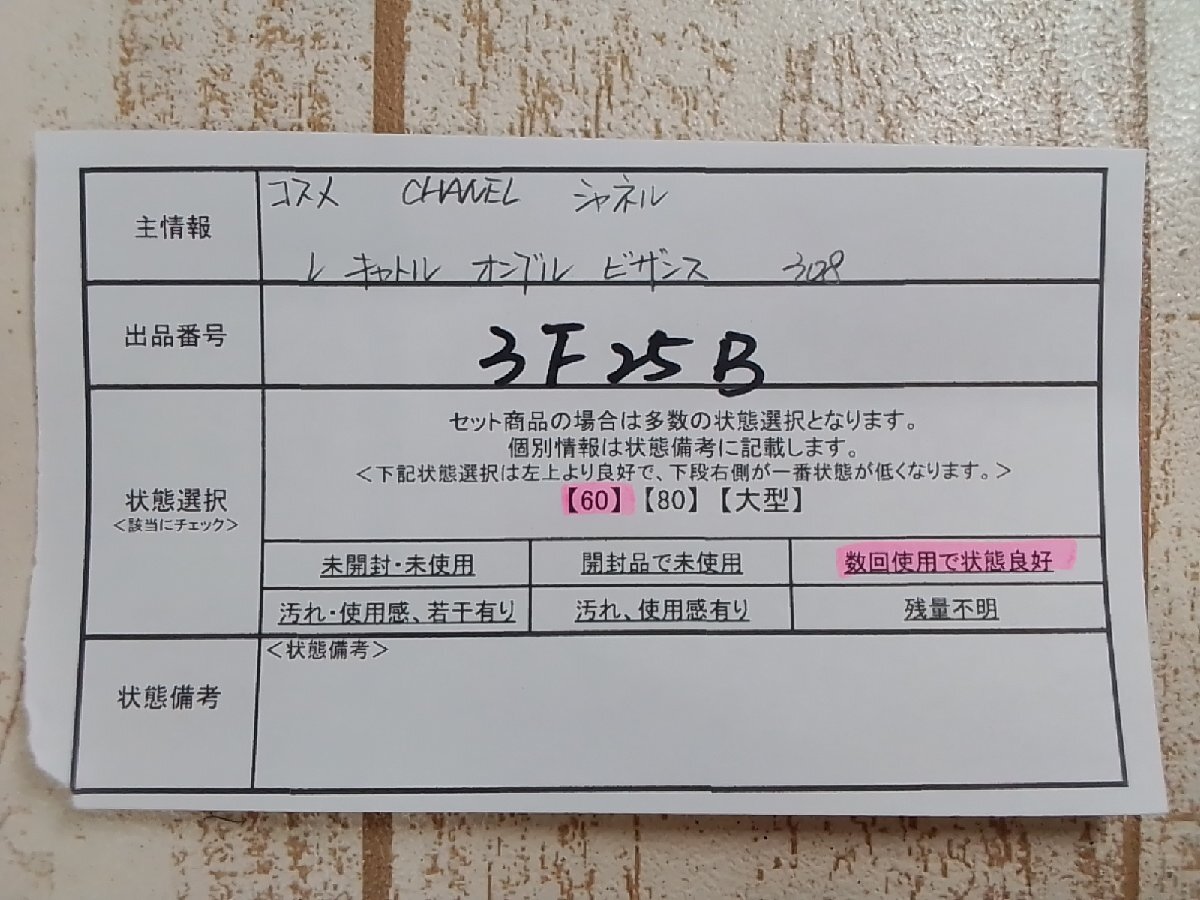 主情報
コスメ CHANEL シャネル
レ キャトル オンブル ビザンス 308
出品番号
3F25B
状態選択
<該当にチェック>
セット商品の場合は多数の状態選択となります。
個別情報は状態備考に記載します。
<下記状態選択は左上より良好で、下段右側が一番状態が低くなります。>
【60】【80】【大型】
未開封・未使用 開封品で未使用 数回使用で状態良好
汚れ・使用感、若干有り 汚れ、使用感有り 残量不明
状態備考
<状態備考>